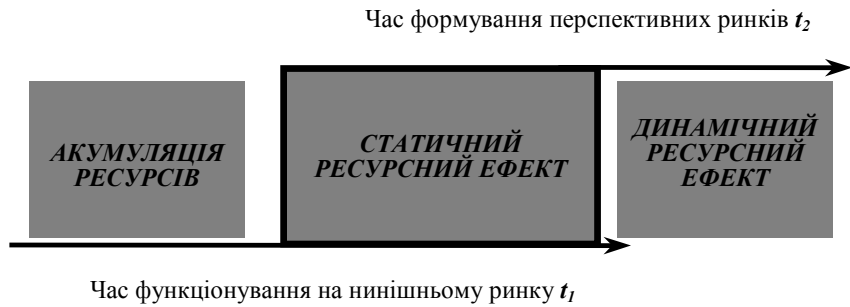 Час формування перспективних ринків t2
АКУМУЛЯЦІЯ
РЕСУРСІВ
СТАТИЧНИЙ
РЕСУРСНИЙ ЕФЕКТ
ДИНАМІЧНИЙ
РЕСУРСНИЙ
ЕФЕКТ
Час функціонування на нинішньому ринку t1